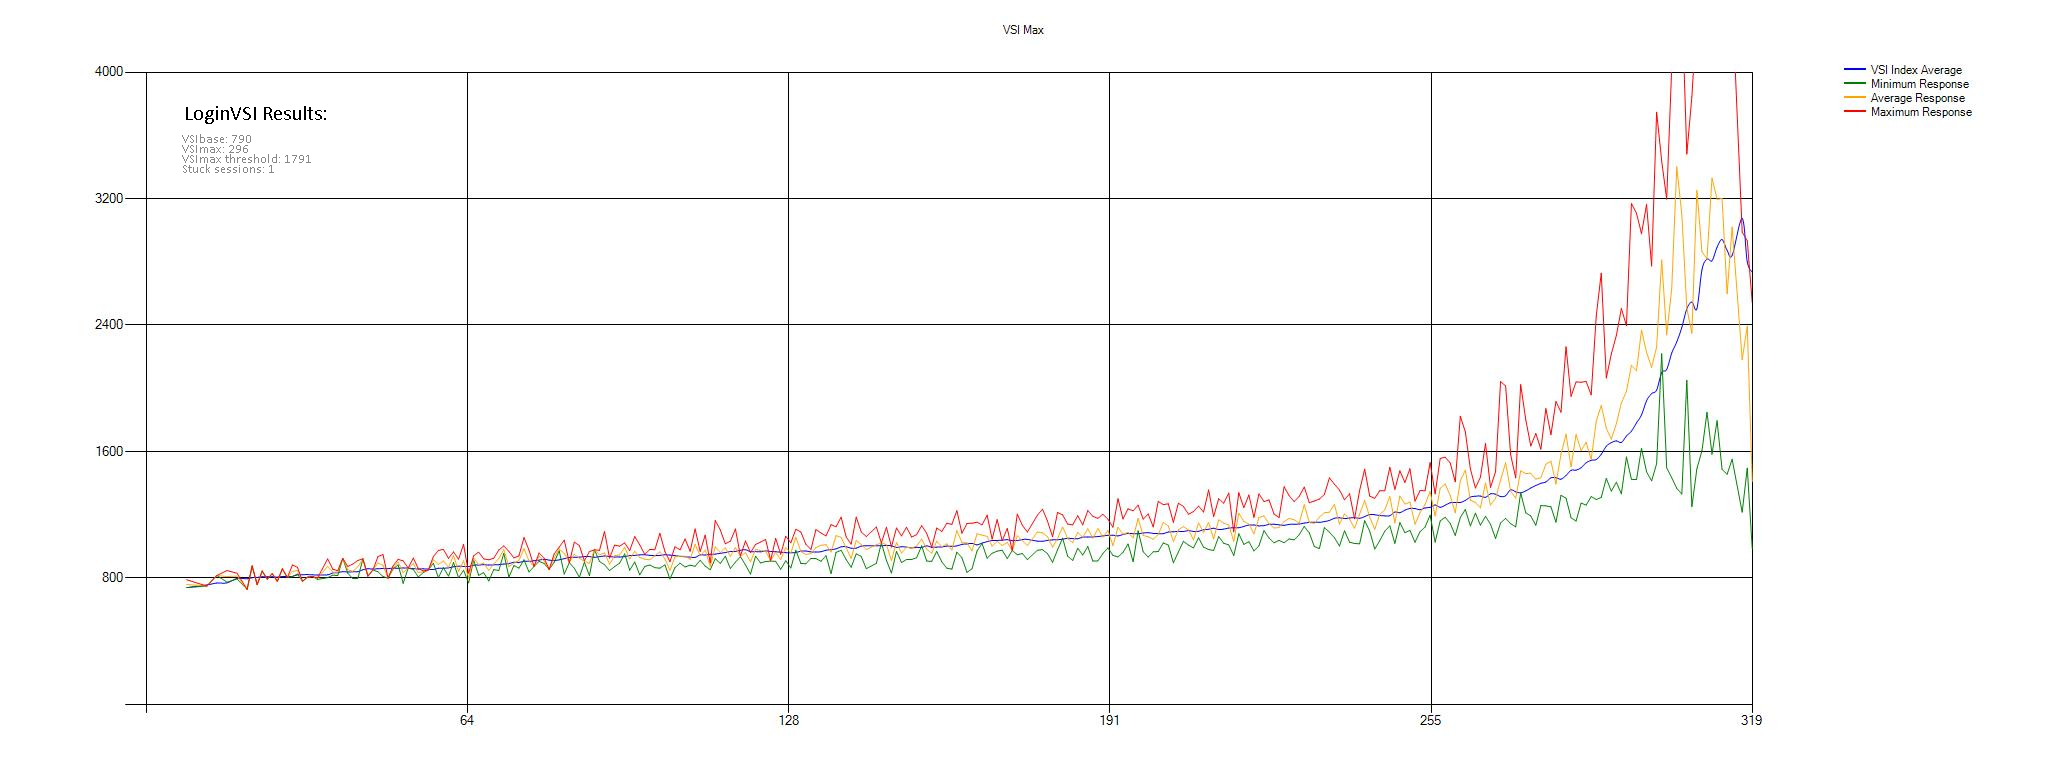 VSI Max
4000
3200
2400
1600
800
LoginVSI Results:
VSIbase: 790
VSImax: 296
VSImax threshold: 1791
Stuck sessions: 1
64
128
191
255
319
VSI Index Average
Minimum Response
Average Response
Maximum Response